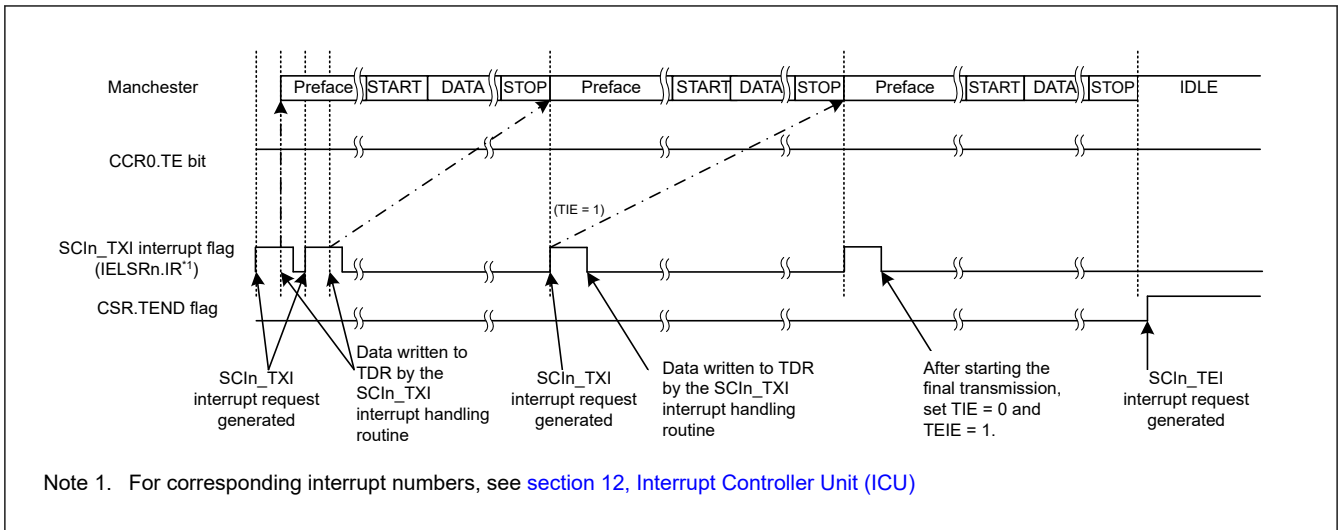 Manchester
Preface START DATA STOP Preface START DATA STOP Preface START DATA STOP IDLE
CCR0.TE bit
(TIE = 1)
SCIn_TXI interrupt flag
(IELSRn.IR*1)
CSR.TEND flag
SCIn_TXI
interrupt request
generated
Data written to
TDR by the
SCIn_TXI
interrupt handling
routine
SCIn_TXI
interrupt request
generated
Data written to TDR
by the SCIn_TXI
interrupt handling
routine
After starting the
final transmission,
set TIE = 0 and
TEIE = 1.
SCIn_TEI
interrupt request
generated
Note 1. For corresponding interrupt numbers, see section 12, Interrupt Controller Unit (ICU)